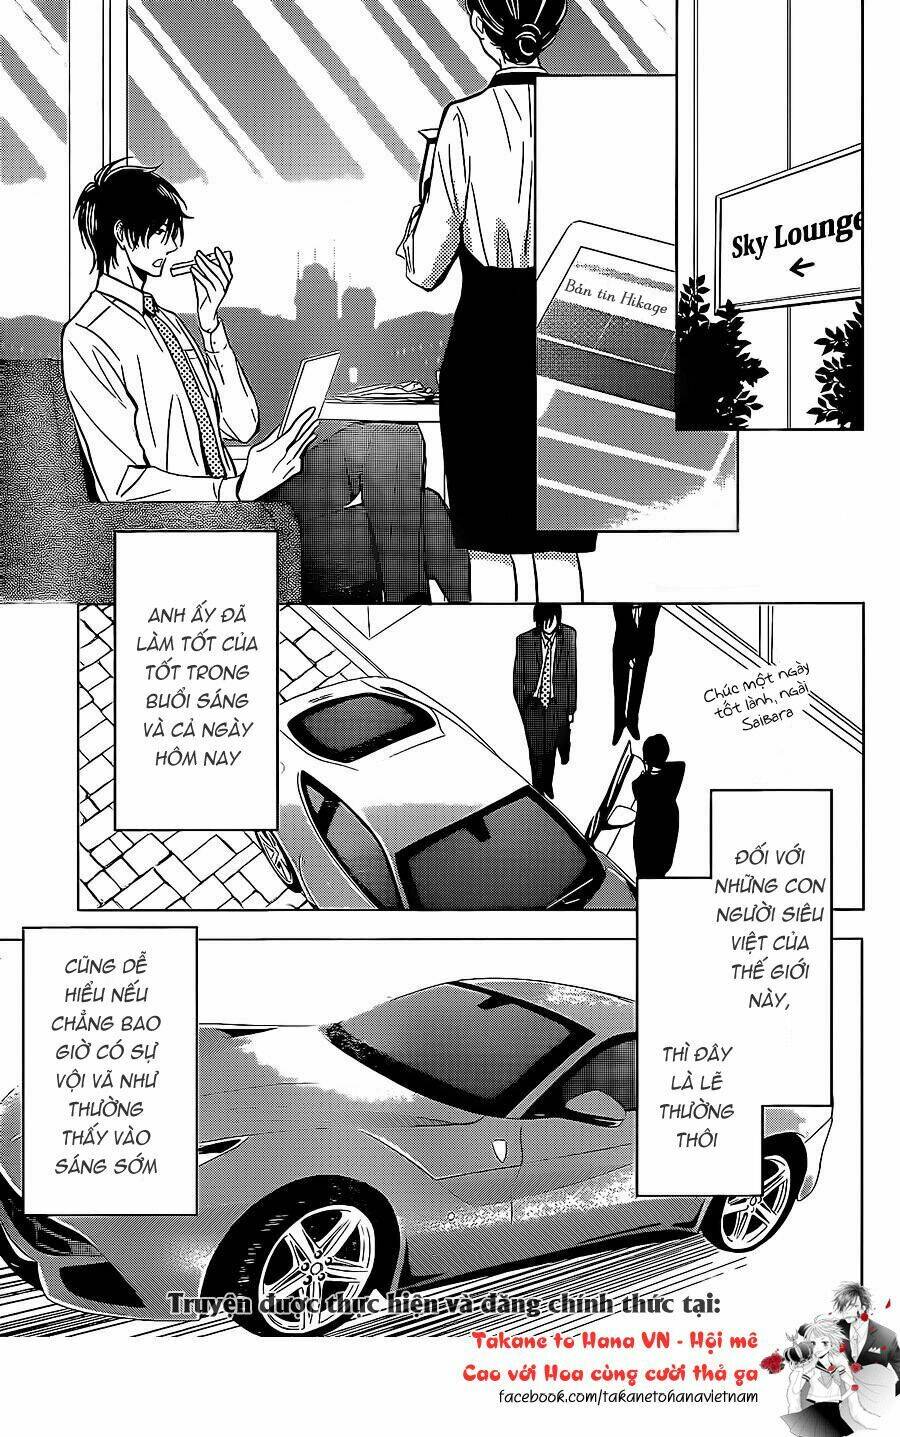 Sky Lounge
←
Bản tin Hikage
ANH ẤY ĐÃ
LÀM TỐT CỦA
TỐT TRONG
BUỔI SÁNG
VÀ CẢ NGÀY
HÔM NAY
Chúc một ngày
tốt lành, ngài
Saibara
ĐỐI VỚI
NHỮNG CON
NGƯỜI SIÊU
VIỆT CỦA
THẾ GIỚI
NÀY,
THÌ ĐÂY
LÀ LẼ
THƯỜNG
THÔI
CŨNG DỄ
HIỂU NẾU
CHẲNG BAO
GIỜ CÓ SỰ
VỘI VÃ NHƯ
THƯỜNG
THẤY VÀO
SÁNG SỚM
Truyện được thực hiện và đăng chính thức tại:
Takane to Hana VN - Hội mê
Cao với Hoa cùng cười thả ga
facebook.com/takanetohanavietnam